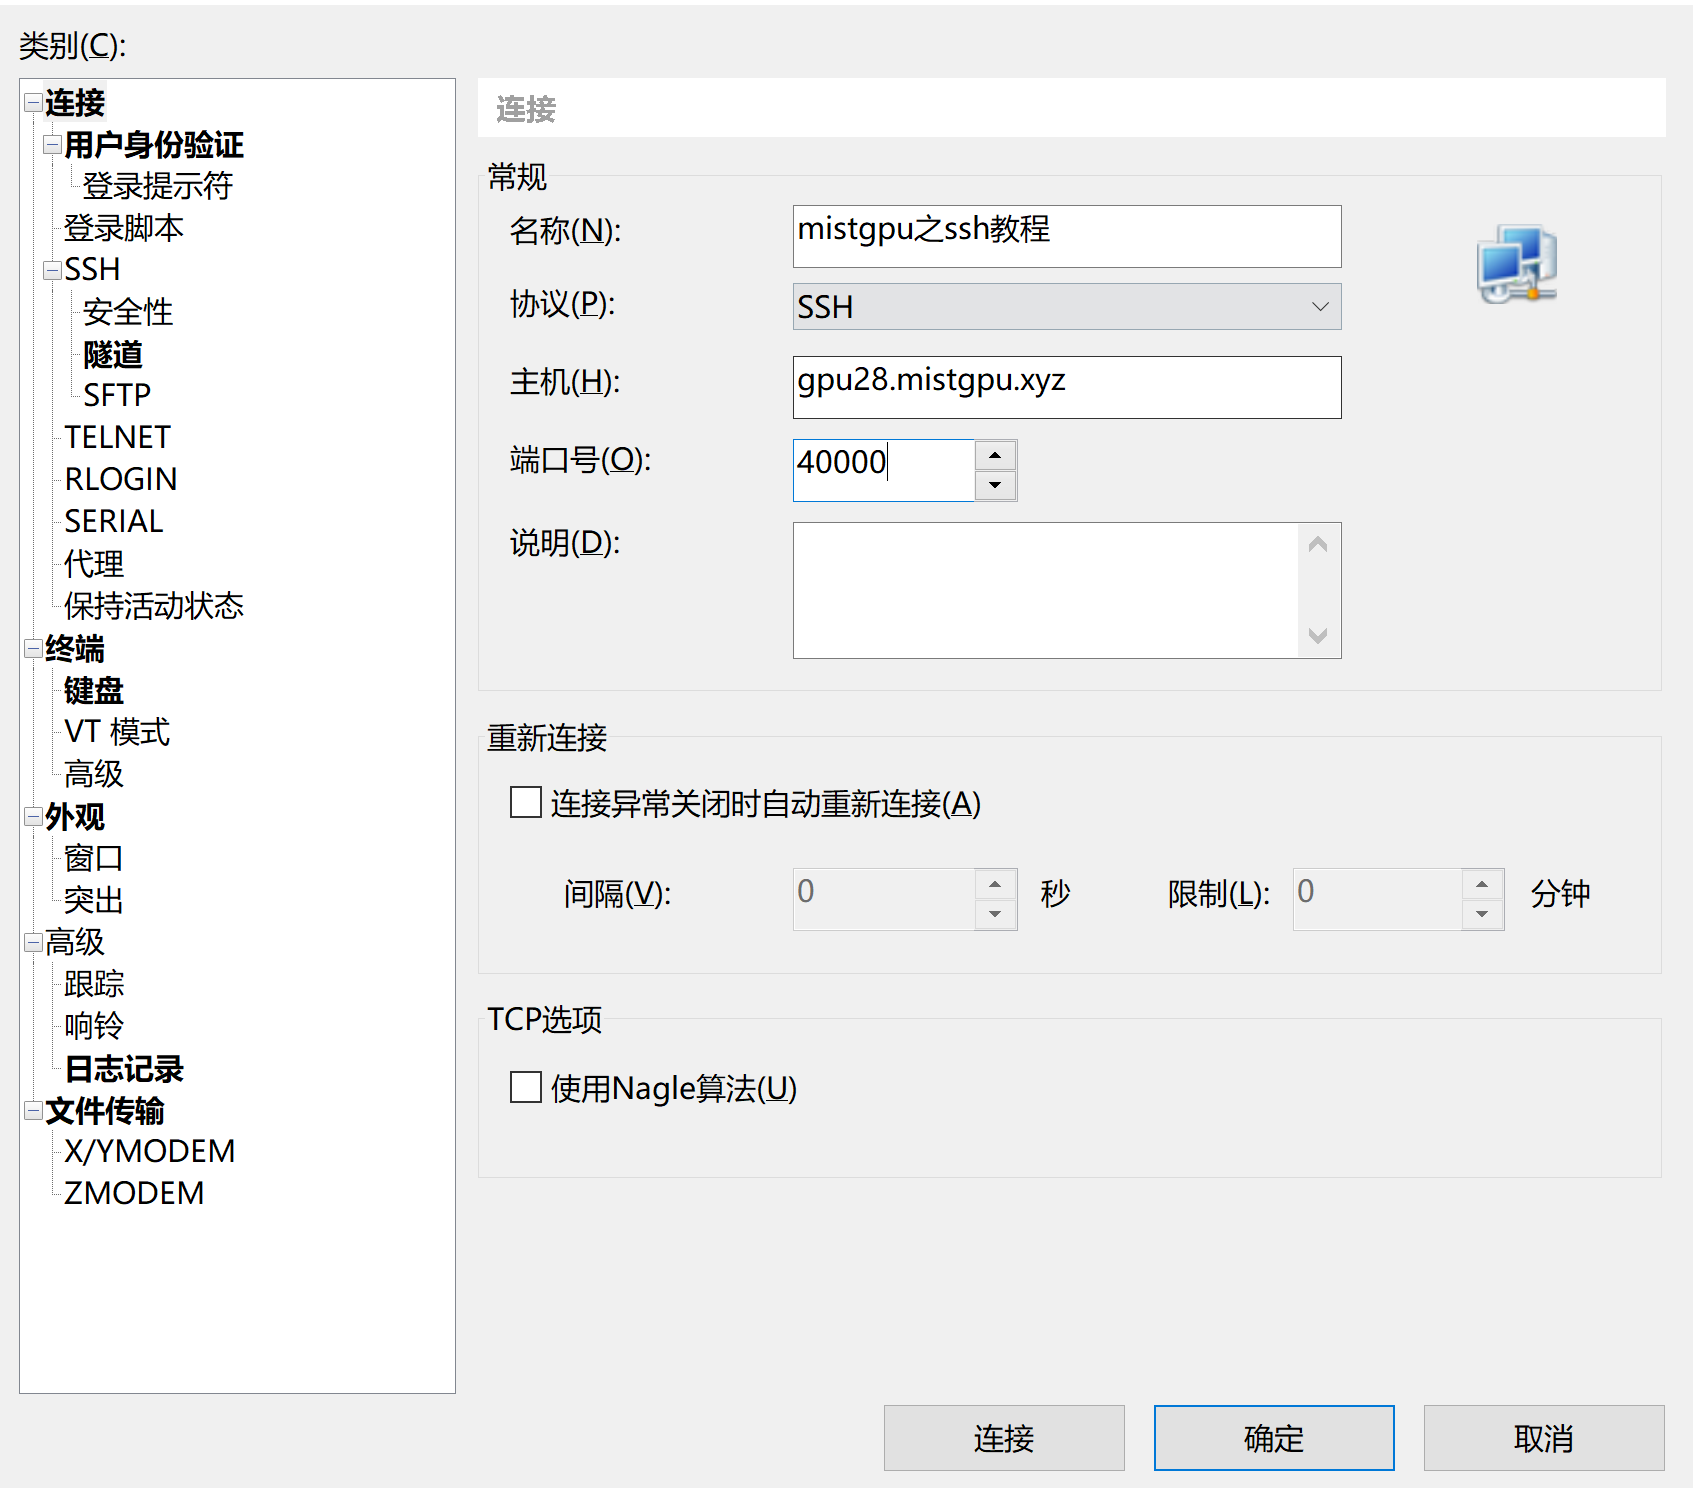 类别(C):
连接
用户身份验证
登录提示符
登录脚本
SSH
安全性
隧道
SFTP
TELNET
RLOGIN
SERIAL
代理
保持活动状态
终端
键盘
VT 模式
高级
外观
窗口
突出
高级
跟踪
响铃
日志记录
文件传输
X/YMODEM
ZMODEM
连接
常规
名称(N): mistgpu之ssh教程
协议(P): SSH
主机(H): gpu28.mistgpu.xyz
端口号(O): 40000
说明(D):
重新连接
连接异常关闭时自动重新连接(A)
间隔(V): 0 秒 限制(L): 0 分钟
TCP选项
使用Nagle算法(U)
连接 确定 取消